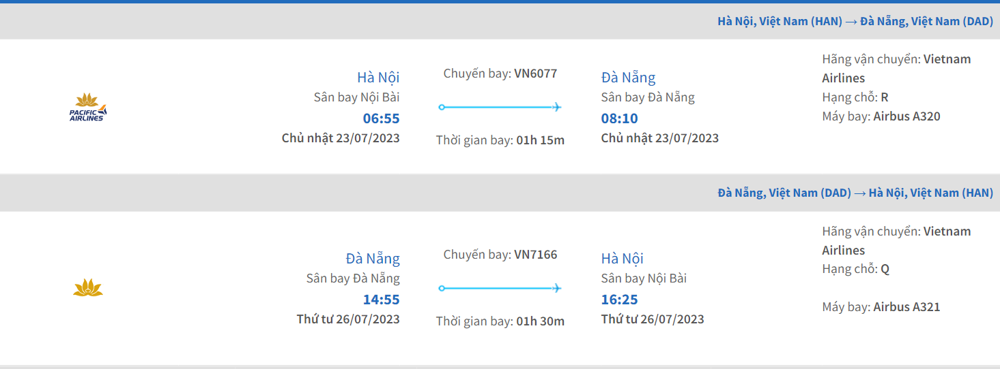 Hà Nội, Việt Nam (HAN) → Đà Nẵng, Việt Nam (DAD)
PACIFIC
AIRLINES
Hà Nội
Sân bay Nội Bài
06:55
Chủ nhật 23/07/2023
Chuyến bay: VN6077
Thời gian bay: 01h 15m
Đà Nẵng
Sân bay Đà Nẵng
08:10
Chủ nhật 23/07/2023
Hãng vận chuyển: Vietnam
Airlines
Hạng chỗ: R
Máy bay: Airbus A320
Đà Nẵng, Việt Nam (DAD) → Hà Nội, Việt Nam (HAN)
Đà Nẵng
Sân bay Đà Nẵng
14:55
Thứ tư 26/07/2023
Chuyến bay: VN7166
Thời gian bay: 01h 30m
Hà Nội
Sân bay Nội Bài
16:25
Thứ tư 26/07/2023
Hãng vận chuyển: Vietnam
Airlines
Hạng chỗ: Q
Máy bay: Airbus A321